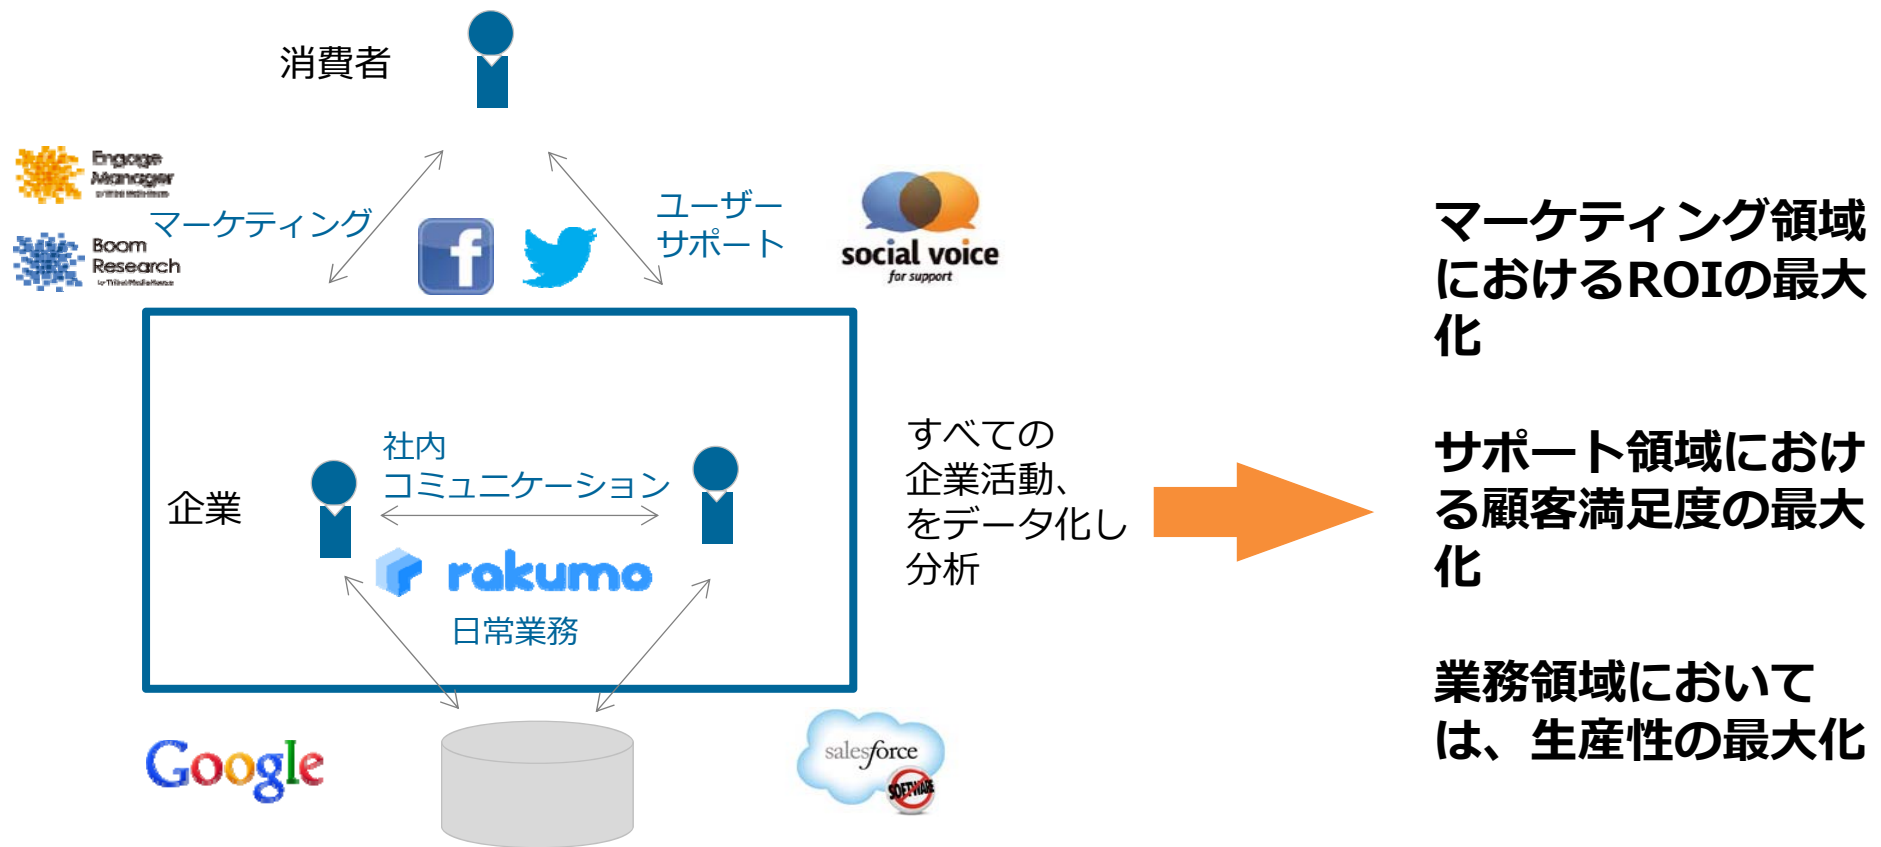 消費者
Engage
Manager
マーケティング
Boom
Research
ユーザー
サポート
social voice
for support
企業
社内
コミュニケーション
rakumo
日常業務
Google
salesforce
SOFTWARE
すべての
企業活動、
をデータ化し
分析
マーケティング領域
におけるROIの最大
化
サポート領域におけ
る顧客満足度の最大
化
業務領域において
は、生産性の最大化